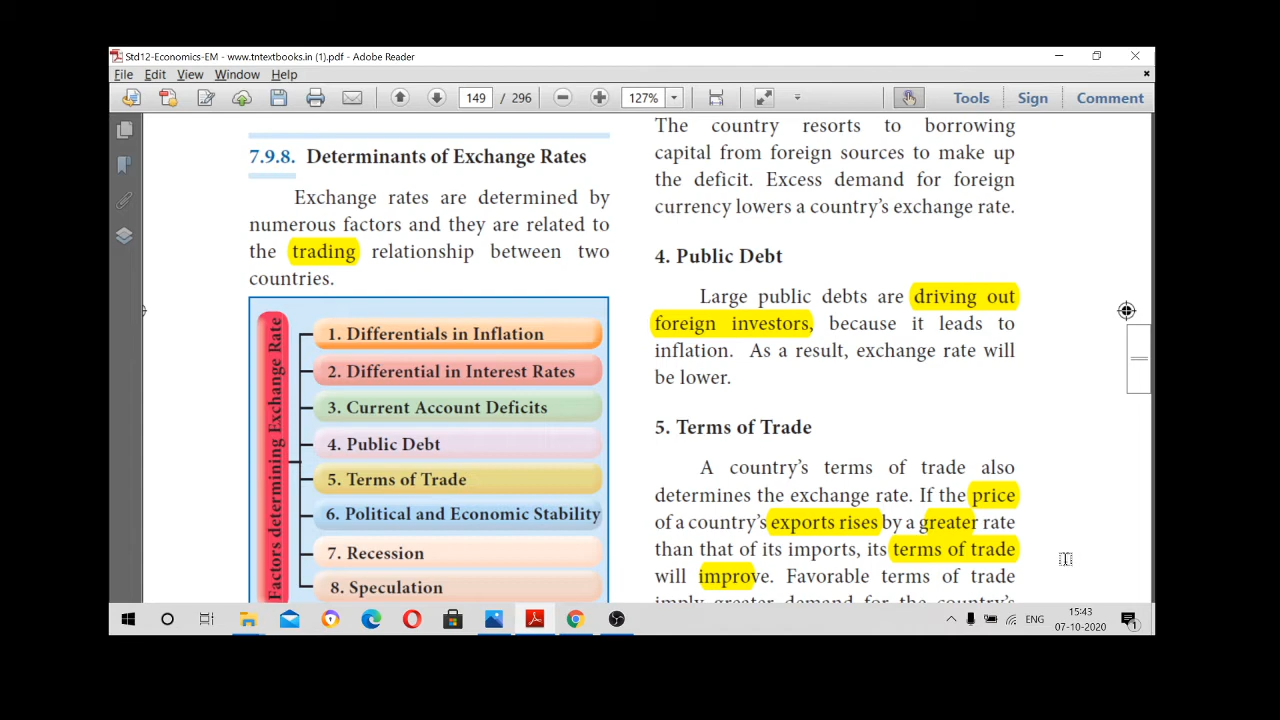 Std12-Economics-EM - www.tntextbooks.in (1).pdf - Adobe Reader
File Edit View Window Help
149 / 296 127% Tools Sign Comment
7.9.8. Determinants of Exchange Rates
Exchange rates are determined by
numerous factors and they are related to
the trading relationship between two
countries.
Factors determining Exchange Rate
1. Differentials in Inflation
2. Differential in Interest Rates
3. Current Account Deficits
4. Public Debt
5. Terms of Trade
6. Political and Economic Stability
7. Recession
8. Speculation
The country resorts to borrowing
capital from foreign sources to make up
the deficit. Excess demand for foreign
currency lowers a country's exchange rate.
4. Public Debt
Large public debts are driving out
foreign investors, because it leads to
inflation. As a result, exchange rate will
be lower.
5. Terms of Trade
A country's terms of trade also
determines the exchange rate. If the price
of a country's exports rises by a greater rate
than that of its imports, its terms of trade
will improve. Favorable terms of trade
imply greater demand for the country's
ENG
15:43
07-10-2020
1